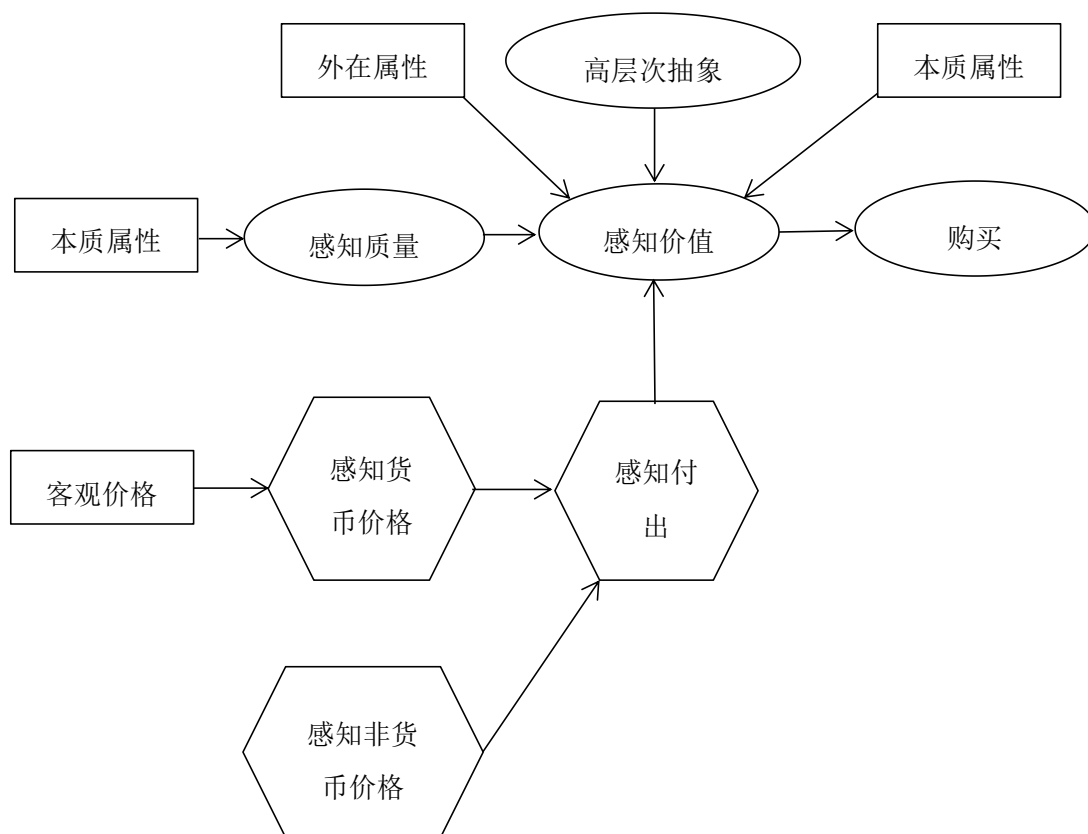 外在属性
高层次抽象
本质属性
本质属性
感知质量
感知价值
购买
客观价格
感知货
币价格
感知付
出
感知非货
币价格